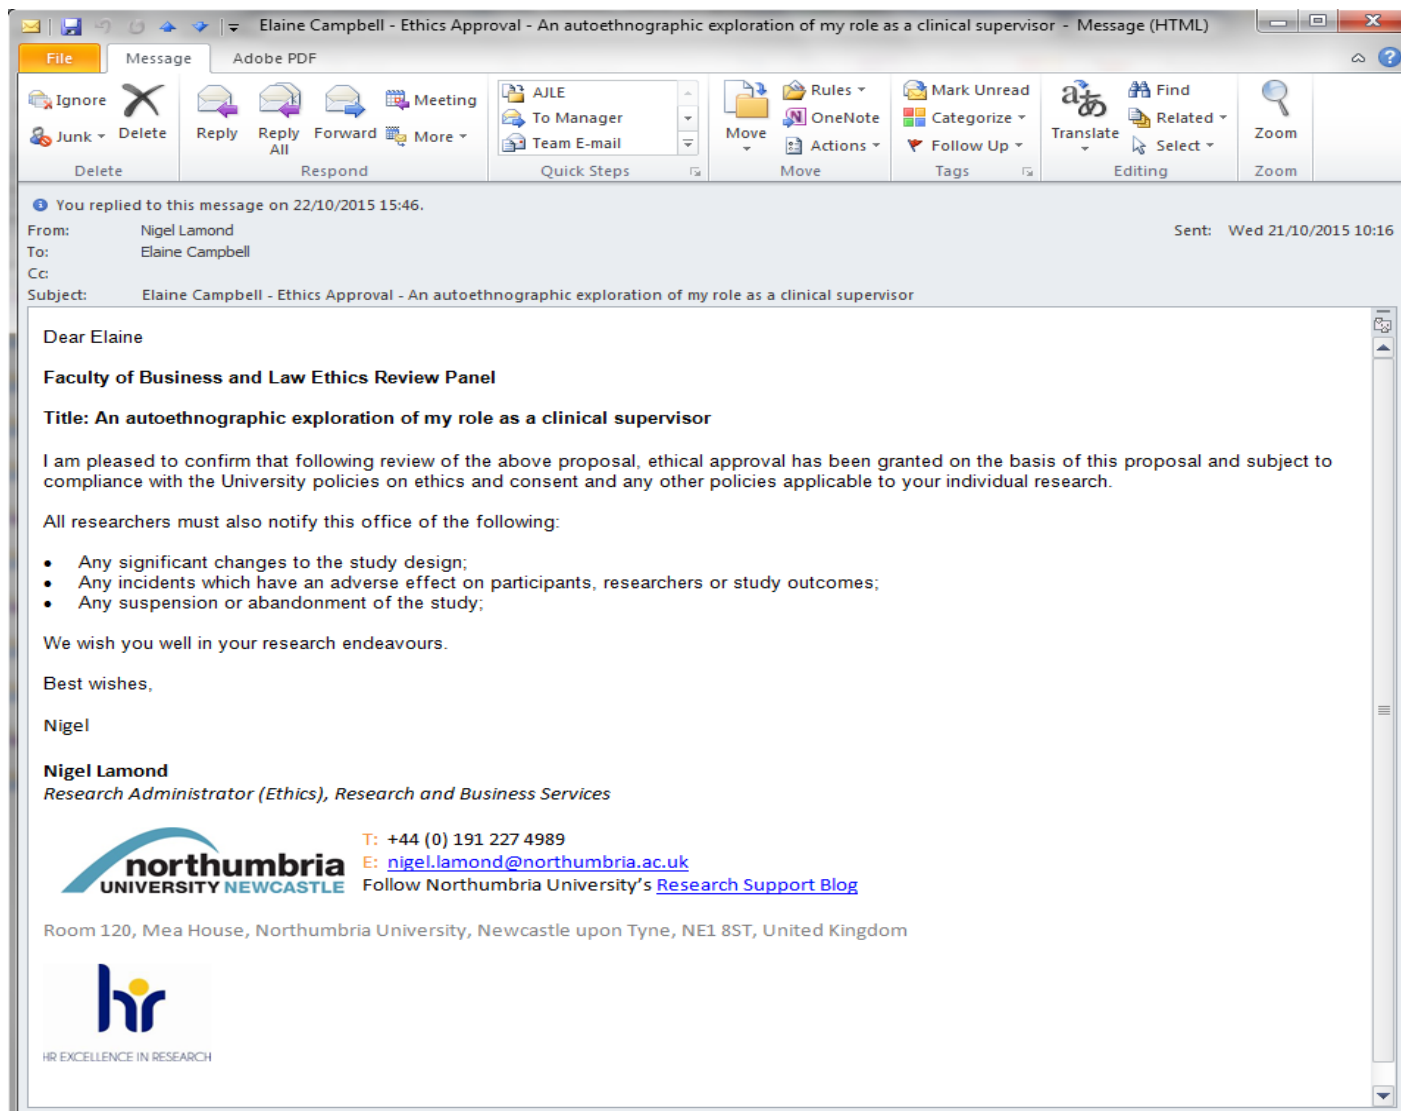 Elaine Campbell - Ethics Approval - An autoethnographic exploration of my role as a clinical supervisor - Message (HTML)
File Message Adobe PDF
Ignore
Junk
Delete
Delete
Reply
Reply All
Forward
Meeting
More
Respond
AJLE
To Manager
Team E-mail
Quick Steps
Move
Rules
OneNote
Actions
Move
Mark Unread
Categorize
Follow Up
Tags
Translate
Find
Related
Select
Editing
Zoom
Zoom
You replied to this message on 22/10/2015 15:46.
From: Nigel Lamond Sent: Wed 21/10/2015 10:16
To: Elaine Campbell
Cc:
Subject: Elaine Campbell - Ethics Approval - An autoethnographic exploration of my role as a clinical supervisor
Dear Elaine
Faculty of Business and Law Ethics Review Panel
Title: An autoethnographic exploration of my role as a clinical supervisor
I am pleased to confirm that following review of the above proposal, ethical approval has been granted on the basis of this proposal and subject to
compliance with the University policies on ethics and consent and any other policies applicable to your individual research.
All researchers must also notify this office of the following:
• Any significant changes to the study design;
• Any incidents which have an adverse effect on participants, researchers or study outcomes;
• Any suspension or abandonment of the study;
We wish you well in your research endeavours.
Best wishes,
Nigel
Nigel Lamond
Research Administrator (Ethics), Research and Business Services
northumbria
UNIVERSITY NEWCASTLE
T: +44 (0) 191 227 4989
E: nigel.lamond@northumbria.ac.uk
Follow Northumbria University's Research Support Blog
Room 120, Mea House, Northumbria University, Newcastle upon Tyne, NE1 8ST, United Kingdom
hr
HR EXCELLENCE IN RESEARCH